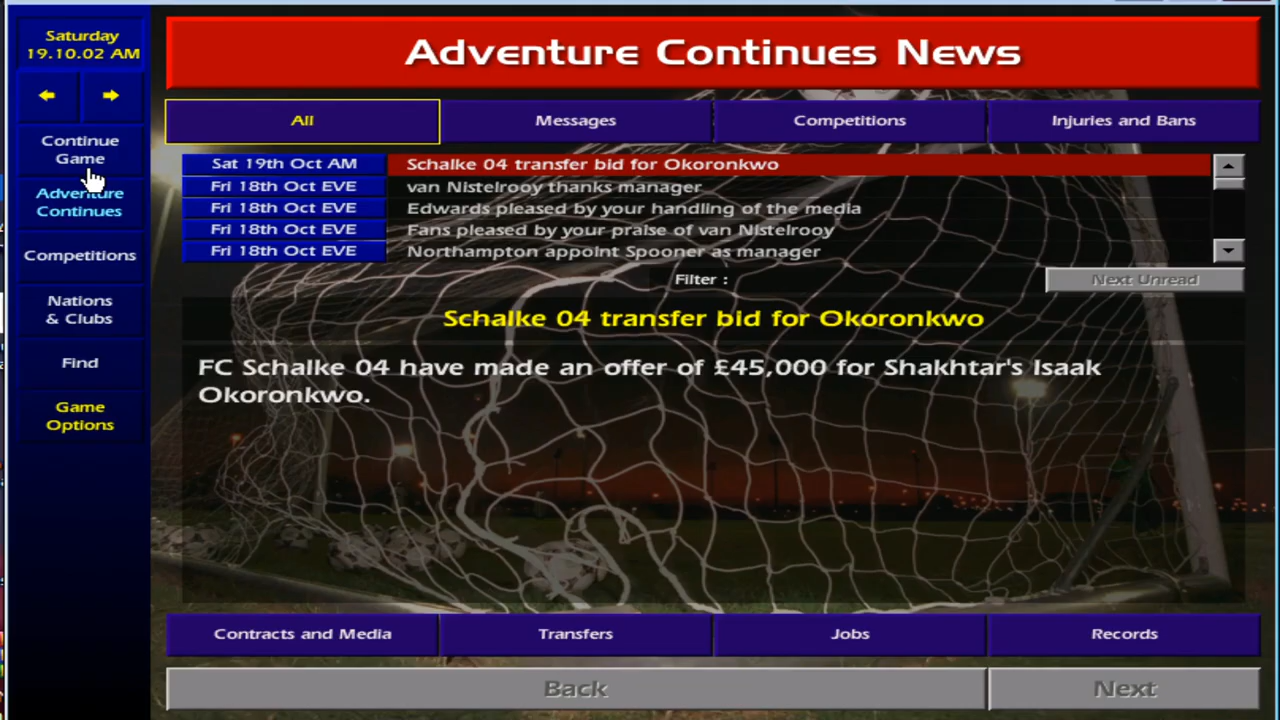 Saturday
19.10.02 AM
Continue
Game
Adventure
Continues
Competitions
Nations
& Clubs
Find
Game
Options
Adventure Continues News
All
Messages
Competitions
Injuries and Bans
Sat 19th Oct AM Schalke 04 transfer bid for Okoronkwo
Fri 18th Oct EVE van Nistelrooy thanks manager
Fri 18th Oct EVE Edwards pleased by your handling of the media
Fri 18th Oct EVE Fans pleased by your praise of van Nistelrooy
Fri 18th Oct EVE Northampton appoint Spooner as manager
Filter :
Next Unread
Schalke 04 transfer bid for Okoronkwo
FC Schalke 04 have made an offer of £45,000 for Shakhtar's Isaak
Okoronkwo.
Contracts and Media
Transfers
Jobs
Records
Back
Next